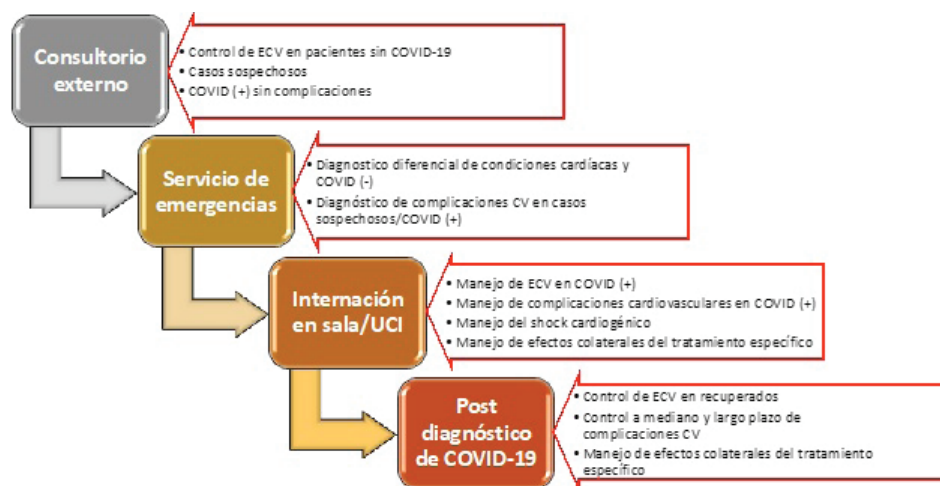 Consultorio
externo
• Control de ECV en pacientes sin COVID-19
• Casos sospechosos
• COVID (+) sin complicaciones
Servicio de
emergencias
• Diagnostico diferencial de condiciones cardíacas y
COVID (-)
• Diagnóstico de complicaciones CV en casos
sospechosos/COVID (+)
Internación
en sala/UCI
• Manejo de ECV en COVID (+)
• Manejo de complicaciones cardiovasculares en COVID (+)
• Manejo del shock cardiogénico
• Manejo de efectos colaterales del tratamiento específico
Post
diagnóstico
de COVID-19
• Control de ECV en recuperados
• Control a mediano y largo plazo de
complicaciones CV
• Manejo de efectos colaterales del tratamiento
específico